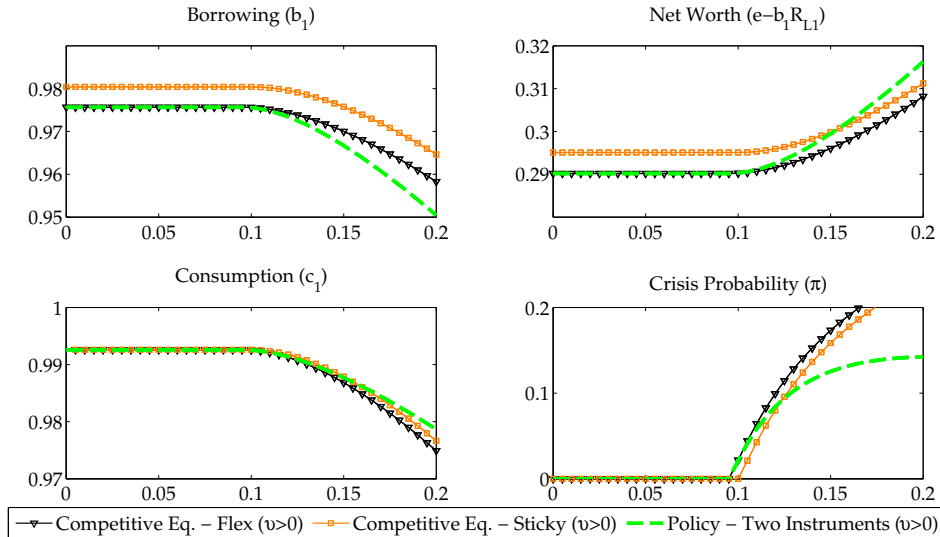 Borrowing (b1)
0.98
0.97
0.96
0.95
0 0.05 0.1 0.15 0.2
Net Worth (e−b1RL1)
0.32
0.31
0.3
0.29
0 0.05 0.1 0.15 0.2
Consumption (c1)
1
0.99
0.98
0.97
0 0.05 0.1 0.15 0.2
Crisis Probability (π)
0.2
0.1
0
0 0.05 0.1 0.15 0.2
Competitive Eq. − Flex (υ>0) Competitive Eq. − Sticky (υ>0) Policy − Two Instruments (υ>0)